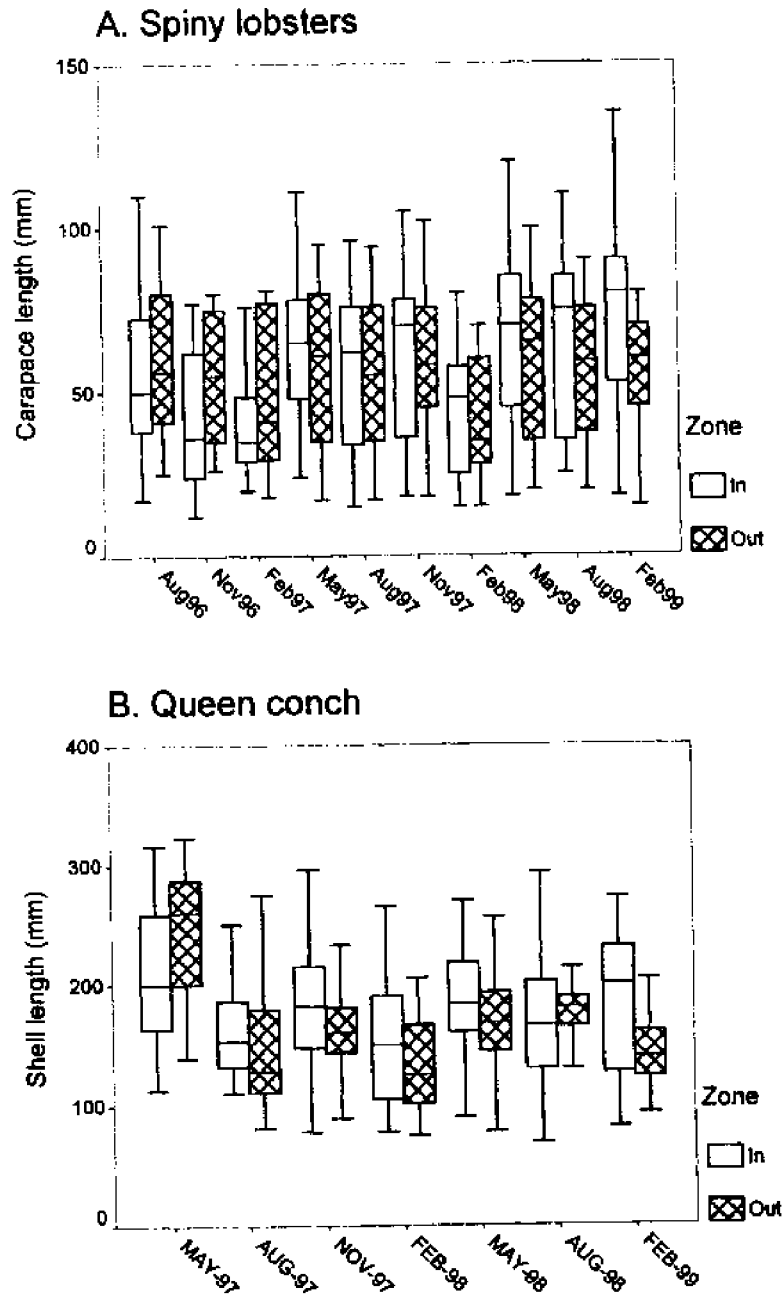 A. Spiny lobsters
150
100
50
0
Carapace length (mm)
Zone
In
Out
Aug96
Nov96
Feb97
May97
Aug97
Nov97
Feb98
May98
Aug98
Feb99
B. Queen conch
400
300
200
100
0
Shell length (mm)
Zone
In
Out
MAY-97
AUG-97
NOV-97
FEB-98
MAY-98
AUG-98
FEB-99